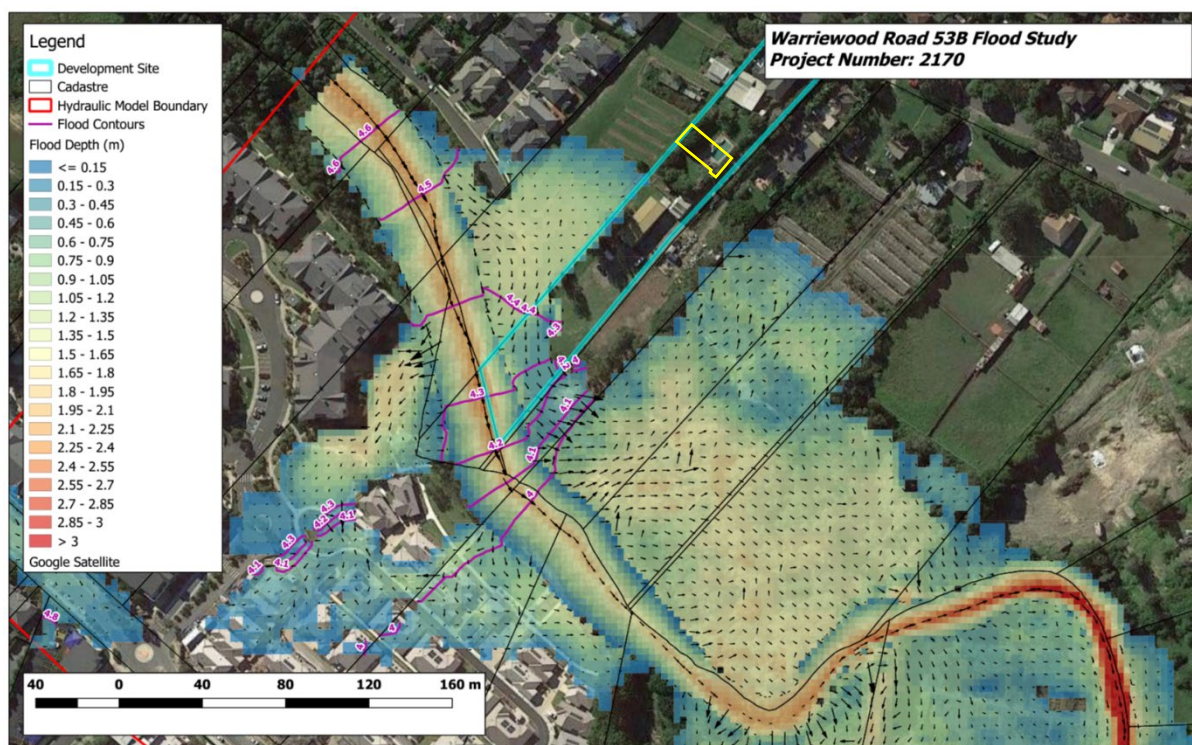 Legend
Development Site
Cadastre
Hydraulic Model Boundary
Flood Contours
Flood Depth (m)
<= 0.15
0.15 - 0.3
0.3 - 0.45
0.45 - 0.6
0.6 - 0.75
0.75 - 0.9
0.9 - 1.05
1.05 - 1.2
1.2 - 1.35
1.35 - 1.5
1.5 - 1.65
1.65 - 1.8
1.8 - 1.95
1.95 - 2.1
2.1 - 2.25
2.25 - 2.4
2.4 - 2.55
2.55 - 2.7
2.7 - 2.85
2.85 - 3
> 3
Google Satellite
Warriewood Road 53B Flood Study
Project Number: 2170
4.6
4.6
4.5
4.4
4.4
4.3
4.2
4
4.3
4.1
4.2
4.1
4
4.3
4.2
4.1
4.3
4.1
4.1
4.8
4
4
40 0 40 80 120 160 m